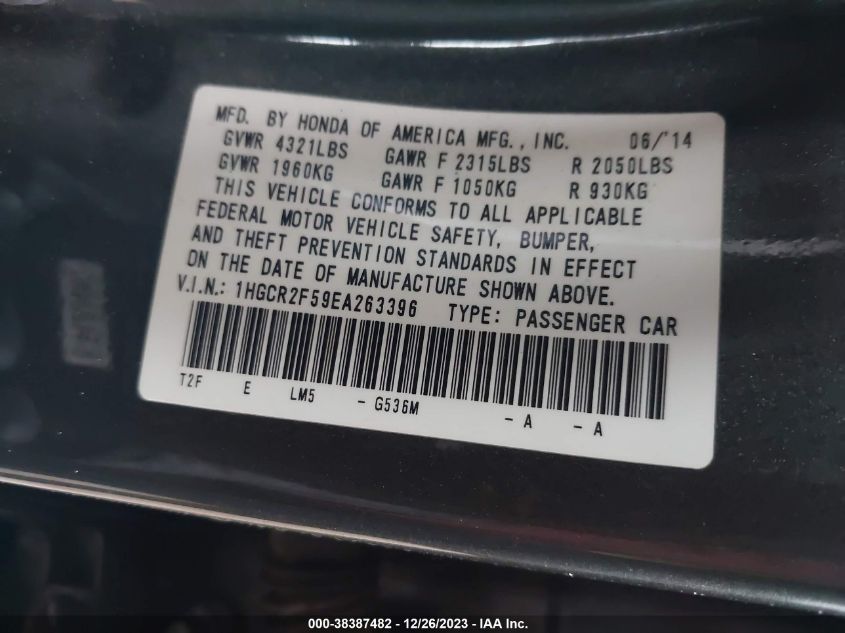 MFD. BY HONDA OF AMERICA MFG., INC. 06/'14
GVWR 4321LBS GAWR F 2315LBS R 2050LBS
GVWR 1960KG GAWR F 1050KG R 930KG
THIS VEHICLE CONFORMS TO ALL APPLICABLE
FEDERAL MOTOR VEHICLE SAFETY, BUMPER,
AND THEFT PREVENTION STANDARDS IN EFFECT
ON THE DATE OF MANUFACTURE SHOWN ABOVE.
V.I.N.: 1HGCR2F59EA263396 TYPE: PASSENGER CAR
T2F E LM5 - G536M - A - A
000-38387482 - 12/26/2023 - IAA Inc.